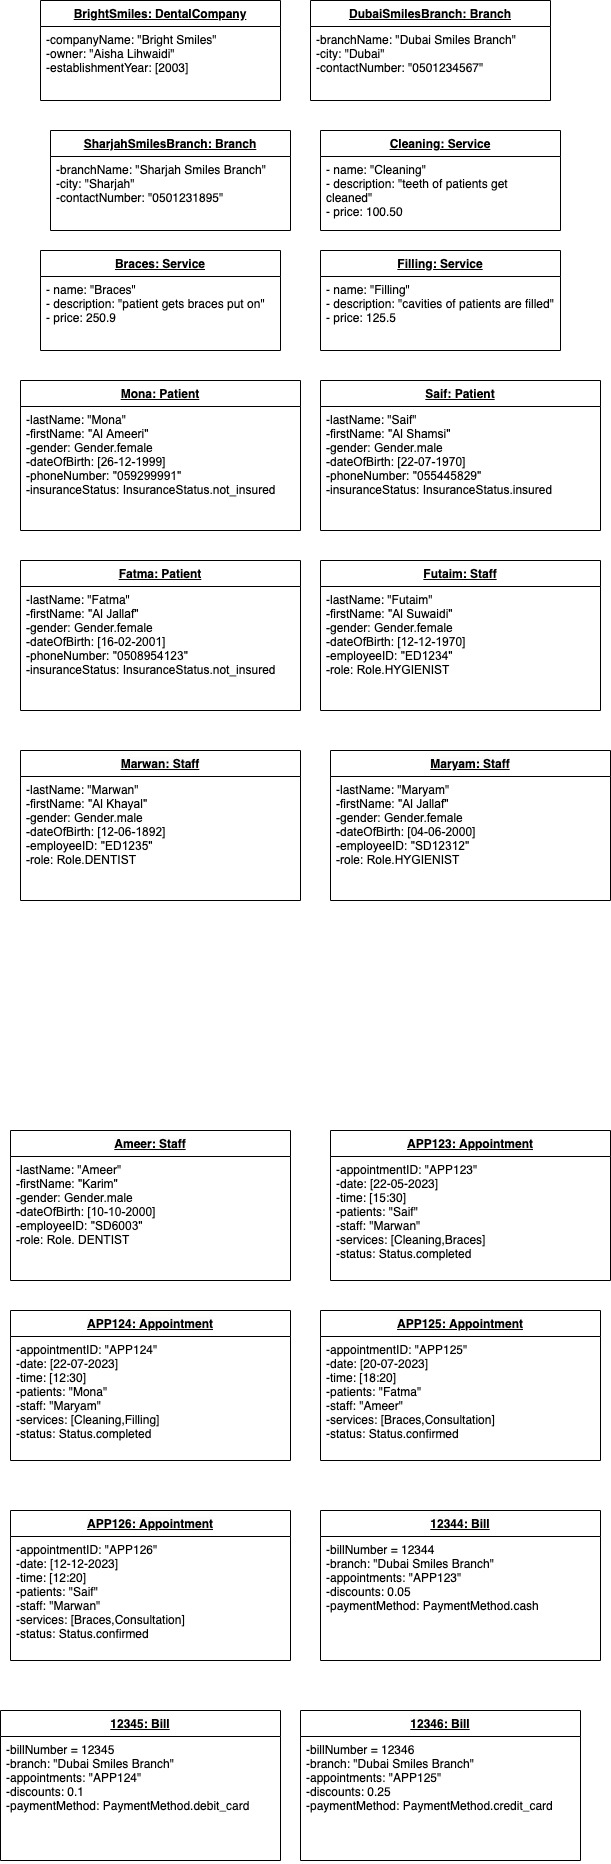 BrightSmiles: DentalCompany
-companyName: "Bright Smiles"
-owner: "Aisha Lihwaidi"
-establishmentYear: [2003]
DubaiSmilesBranch: Branch
-branchName: "Dubai Smiles Branch"
-city: "Dubai"
-contactNumber: "0501234567"
SharjahSmilesBranch: Branch
-branchName: "Sharjah Smiles Branch"
-city: "Sharjah"
-contactNumber: "0501231895"
Cleaning: Service
- name: "Cleaning"
- description: "teeth of patients get
cleaned"
- price: 100.50
Braces: Service
- name: "Braces"
- description: "patient gets braces put on"
- price: 250.9
Filling: Service
- name: "Filling"
- description: "cavities of patients are filled"
- price: 125.5
Mona: Patient
-lastName: "Mona"
-firstName: "Al Ameeri"
-gender: Gender.female
-dateOfBirth: [26-12-1999]
-phoneNumber: "059299991"
-insuranceStatus: InsuranceStatus.not_insured
Saif: Patient
-lastName: "Saif"
-firstName: "Al Shamsi"
-gender: Gender.male
-dateOfBirth: [22-07-1970]
-phoneNumber: "055445829"
-insuranceStatus: InsuranceStatus.insured
Fatma: Patient
-lastName: "Fatma"
-firstName: "Al Jallaf"
-gender: Gender.female
-dateOfBirth: [16-02-2001]
-phoneNumber: "0508954123"
-insuranceStatus: InsuranceStatus.not_insured
Futaim: Staff
-lastName: "Futaim"
-firstName: "Al Suwaidi"
-gender: Gender.female
-dateOfBirth: [12-12-1970]
-employeeID: "ED1234"
-role: Role.HYGIENIST
Marwan: Staff
-lastName: "Marwan"
-firstName: "Al Khayal"
-gender: Gender.male
-dateOfBirth: [12-06-1892]
-employeeID: "ED1235"
-role: Role.DENTIST
Maryam: Staff
-lastName: "Maryam"
-firstName: "Al Jallaf"
-gender: Gender.female
-dateOfBirth: [04-06-2000]
-employeeID: "SD12312"
-role: Role.HYGIENIST
Ameer: Staff
-lastName: "Ameer"
-firstName: "Karim"
-gender: Gender.male
-dateOfBirth: [10-10-2000]
-employeeID: "SD6003"
-role: Role. DENTIST
APP123: Appointment
-appointmentID: "APP123"
-date: [22-05-2023]
-time: [15:30]
-patients: "Saif"
-staff: "Marwan"
-services: [Cleaning,Braces]
-status: Status.completed
APP124: Appointment
-appointmentID: "APP124"
-date: [22-07-2023]
-time: [12:30]
-patients: "Mona"
-staff: "Maryam"
-services: [Cleaning,Filling]
-status: Status.completed
APP125: Appointment
-appointmentID: "APP125"
-date: [20-07-2023]
-time: [18:20]
-patients: "Fatma"
-staff: "Ameer"
-services: [Braces,Consultation]
-status: Status.confirmed
APP126: Appointment
-appointmentID: "APP126"
-date: [12-12-2023]
-time: [12:20]
-patients: "Saif"
-staff: "Marwan"
-services: [Braces,Consultation]
-status: Status.confirmed
12344: Bill
-billNumber = 12344
-branch: "Dubai Smiles Branch"
-appointments: "APP123"
-discounts: 0.05
-paymentMethod: PaymentMethod.cash
12345: Bill
-billNumber = 12345
-branch: "Dubai Smiles Branch"
-appointments: "APP124"
-discounts: 0.1
-paymentMethod: PaymentMethod.debit_card
12346: Bill
-billNumber = 12346
-branch: "Dubai Smiles Branch"
-appointments: "APP125"
-discounts: 0.25
-paymentMethod: PaymentMethod.credit_card